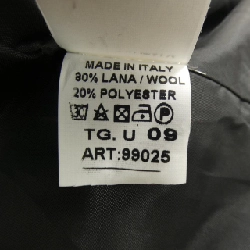 MADE IN ITALY
80% LANA / WOOL
20% POLYESTER
TG. U 09
ART:99025